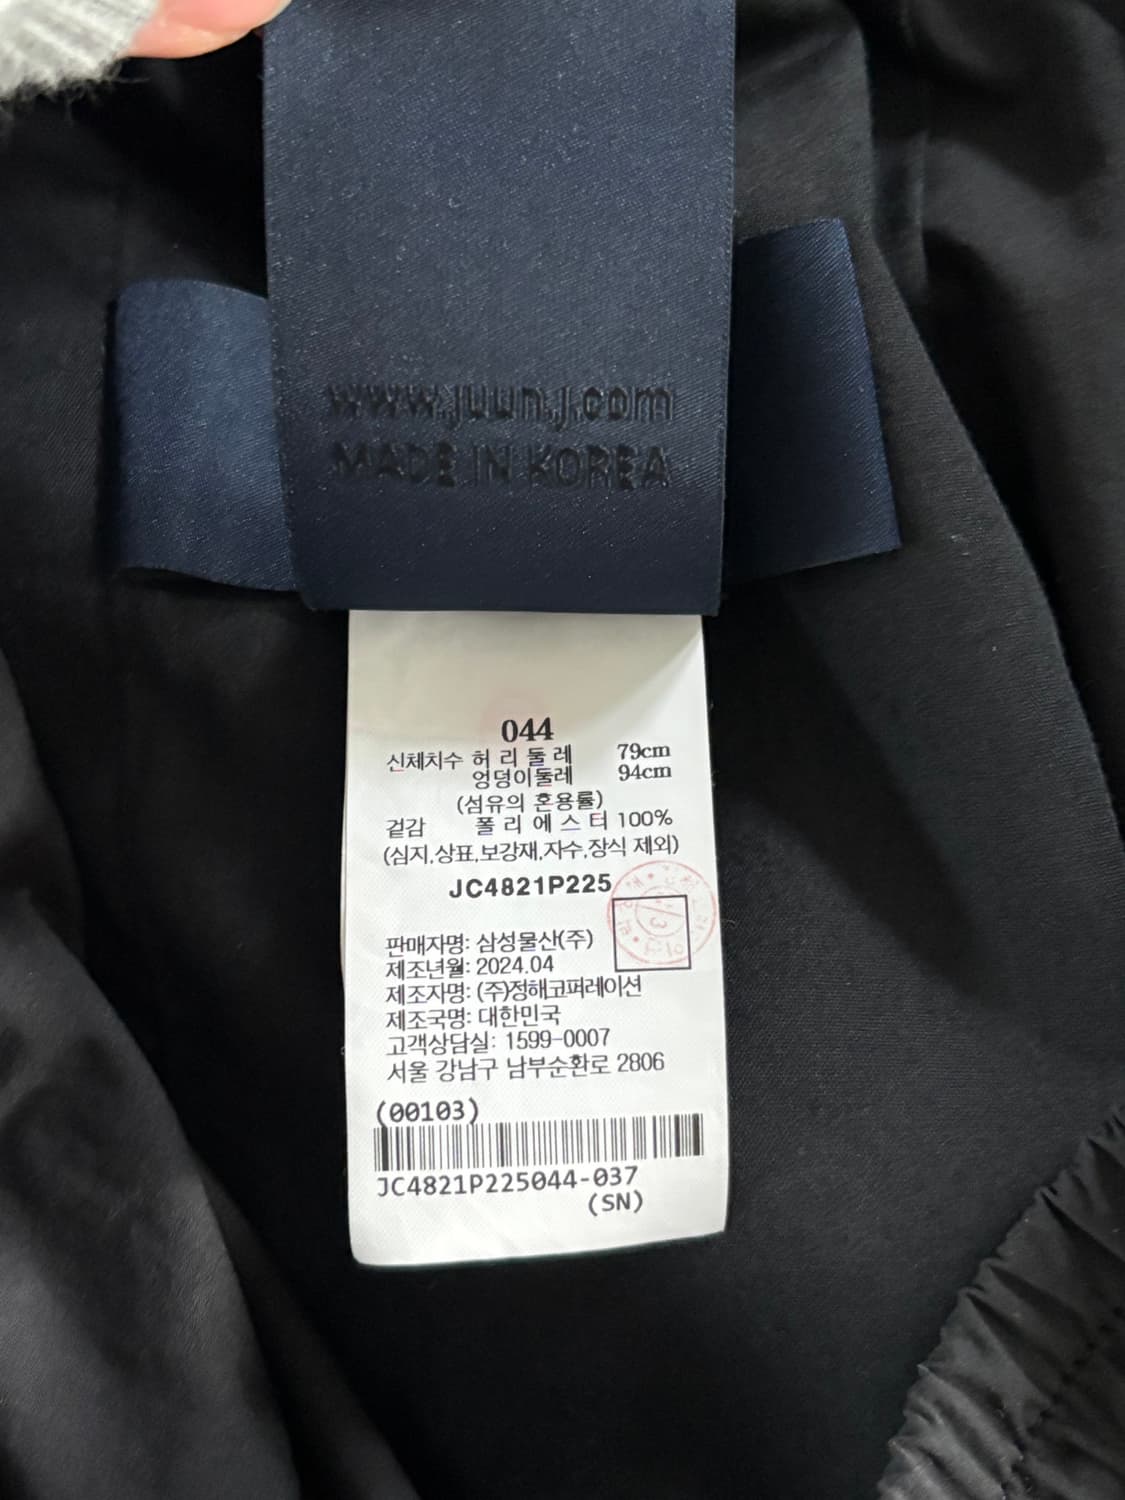 www.juunj.com
MADE IN KOREA
044
신체치수 허 리 둘 레 79cm
엉덩이둘레 94cm
(섬유의 혼용률)
겉감 폴 리 에 스 터 100%
(심지,상표,보강재,자수,장식 제외)
JC4821P225
판매자명: 삼성물산(주)
제조년월: 2024.04
제조자명: (주)정해코퍼레이션
제조국명: 대한민국
고객상담실: 1599-0007
서울 강남구 남부순환로 2806
(00103)
JC4821P225044-037
(SN)